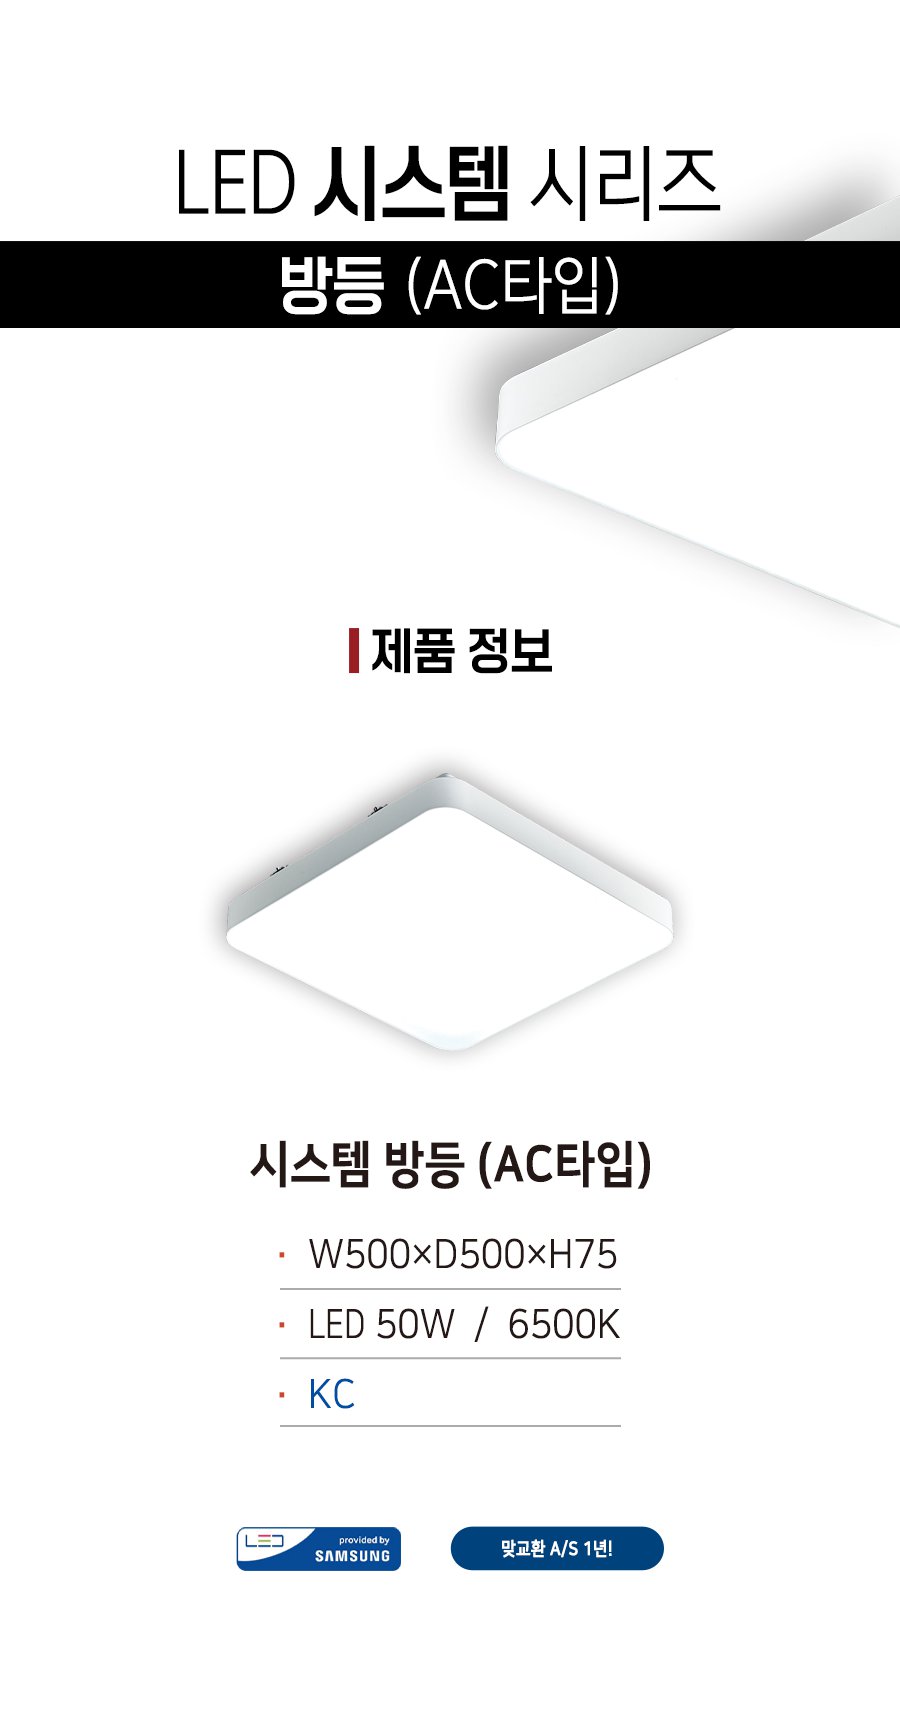 LED 시스템 시리즈
방등 (AC타입)
제품 정보
시스템 방등 (AC타입)
· W500×D500×H75
· LED 50W / 6500K
· KC
LED provided by
SAMSUNG
맞교환 A/S 1년!